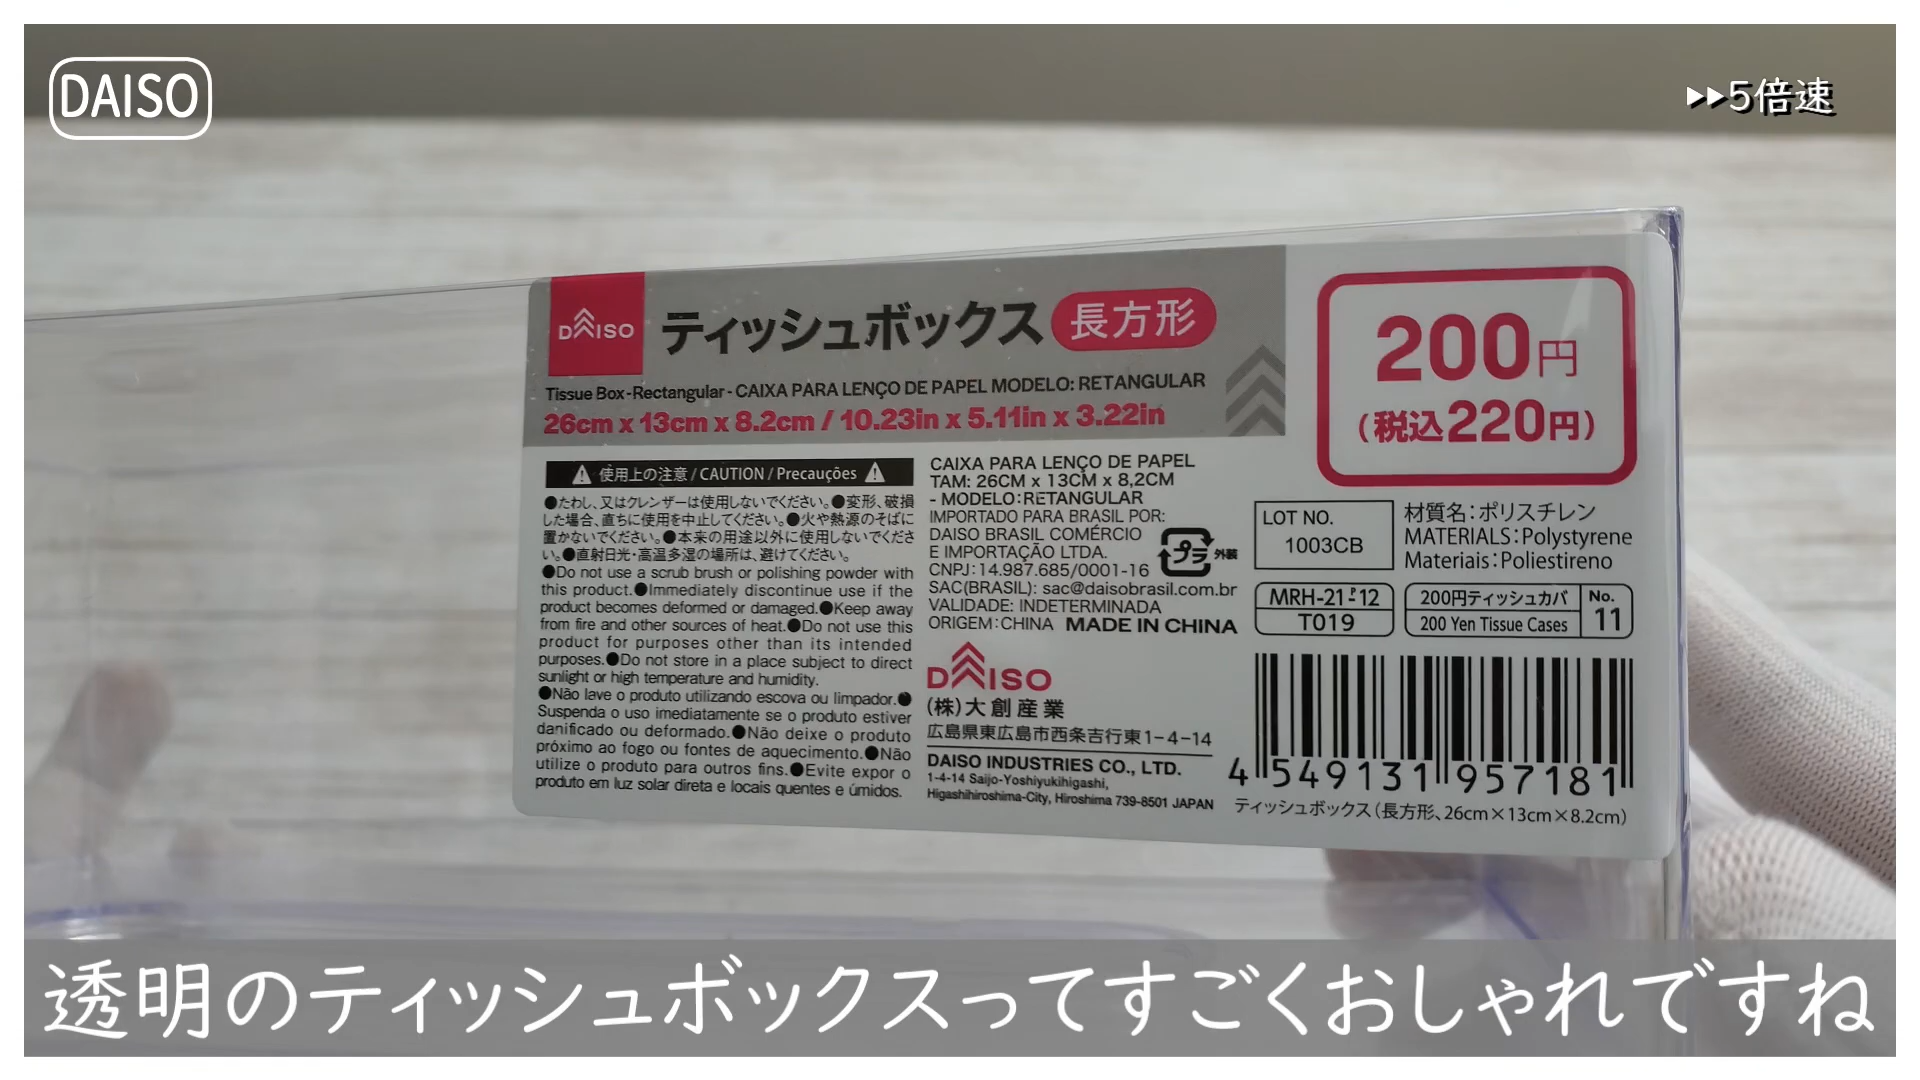 DAISO
▶▶5倍速
DAISO
ティッシュボックス 長方形
Tissue Box-Rectangular - CAIXA PARA LENÇO DE PAPEL MODELO: RETANGULAR
26cm x 13cm x 8.2cm / 10.23in x 5.11in x 3.22in
200円
(税込220円)
使用上の注意 / CAUTION / Precauções
●たわし、又はクレンザーは使用しないでください。●変形、破損
した場合、直ちに使用を中止してください。●火や熱源のそばに
置かないでください。●本来の用途以外に使用しないでくださ
い。●直射日光・高温多湿の場所は、避けてください。
●Do not use a scrub brush or polishing powder with
this product.●Immediately discontinue use if the
product becomes deformed or damaged.●Keep away
from fire and other sources of heat.●Do not use this
product for purposes other than its intended
purposes.●Do not store in a place subject to direct
sunlight or high temperature and humidity.
●Não lave o produto utilizando escova ou limpador.●
Suspenda o uso imediatamente se o produto estiver
danificado ou deformado.●Não deixe o produto
próximo ao fogo ou fontes de aquecimento.●Não
utilize o produto para outros fins.●Evite expor o
produto em luz solar direta e locais quentes e úmidos.
CAIXA PARA LENÇO DE PAPEL
TAM: 26CM x 13CM x 8,2CM
- MODELO:RETANGULAR
IMPORTADO PARA BRASIL POR:
DAISO BRASIL COMÉRCIO
E IMPORTAÇÃO LTDA.
CNPJ:14.987.685/0001-16
SAC(BRASIL): sac@daisobrasil.com.br
VALIDADE: INDETERMINADA
ORIGEM:CHINA MADE IN CHINA
プラ 外装
DAISO
(株)大創産業
広島県東広島市西条吉行東1-4-14
DAISO INDUSTRIES CO., LTD.
1-4-14 Saijo-Yoshiyukihigashi,
Higashihiroshima-City, Hiroshima 739-8501 JAPAN
LOT NO.
1003CB
材質名:ポリスチレン
MATERIALS:Polystyrene
Materiais:Poliestireno
MRH-21-P12
T019
200円ティッシュカバ
200 Yen Tissue Cases
No.
11
4 549131 957181
ティッシュボックス(長方形、26cm×13cm×8.2cm)
透明のティッシュボックスってすごくおしゃれですね